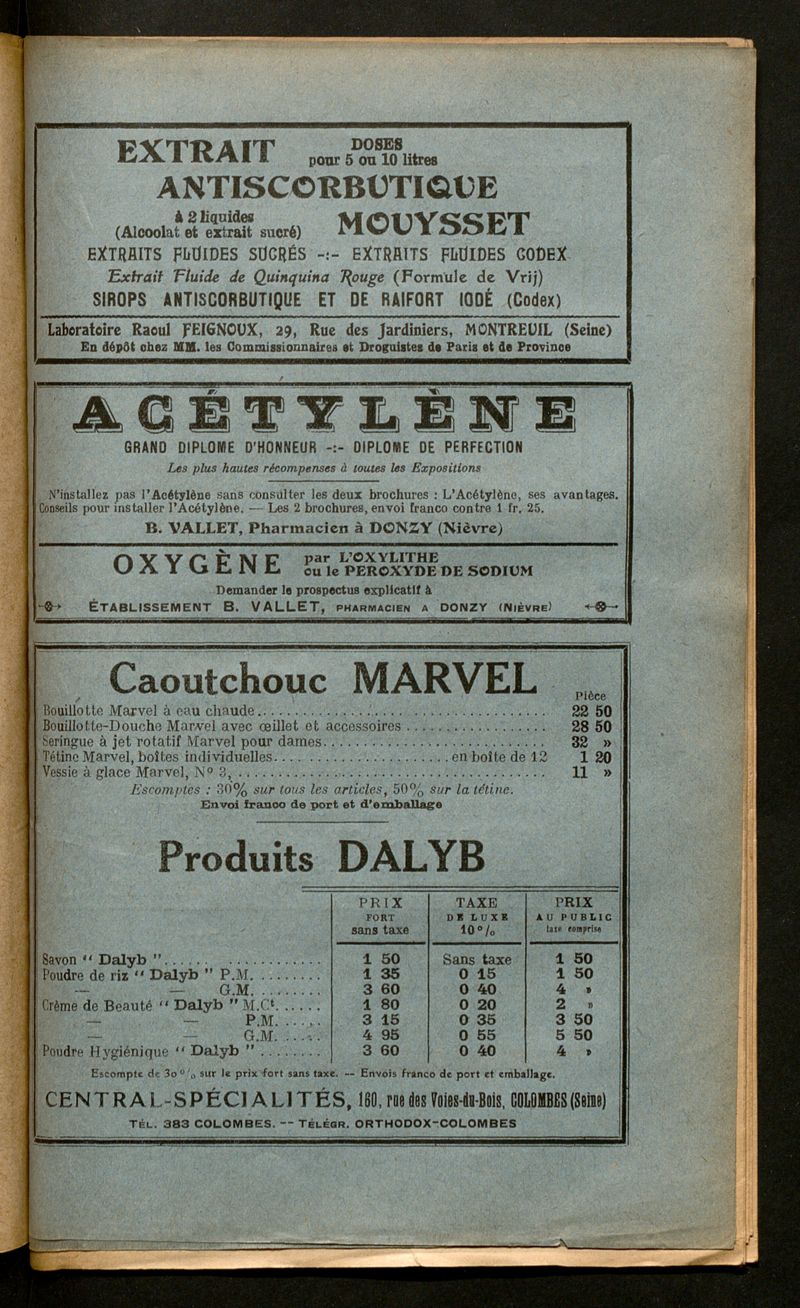 EXTRAIT DOSES
pour 5 ou 10 litres
ANTISCORBUTIQUE
à 2 liquides
(Alcoolat et extrait sucré) MOUYSSET
EXTRAITS FLUIDES SUCRÉS -:- EXTRAITS FLUIDES CODEX
Extrait Fluide de Quinquina Rouge (Formule de Vrij)
SIROPS ANTISCORBUTIQUE ET DE RAIFORT IODÉ (Codex)
Laboratoire Raoul FEIGNOUX, 29, Rue des Jardiniers, MONTREUIL (Seine)
En dépôt chez MM. les Commissionnaires et Droguistes de Paris et de Province
ACÉTYLÈNE
GRAND DIPLOME D'HONNEUR -:- DIPLOME DE PERFECTION
Les plus hautes récompenses à toutes les Expositions
N'installez pas l'Acétylène sans consulter les deux brochures : L'Acétylène, ses avantages.
Conseils pour installer l'Acétylène. — Les 2 brochures, envoi franco contre 1 fr. 25.
B. VALLET, Pharmacien à DONZY (Nièvre)
OXYGÈNE par L'OXYLITHE
ou le PEROXYDE DE SODIUM
Demander le prospectus explicatif à
ÉTABLISSEMENT B. VALLET, PHARMACIEN A DONZY (NIÈVRE)
Caoutchouc MARVEL
Pièce
Bouillotte Marvel à eau chaude 22 50
Bouillotte-Douche Marvel avec œillet et accessoires 28 50
Seringue à jet rotatif Marvel pour dames 32 »
Tétine Marvel, boîtes individuelles en boîte de 12 1 20
Vessie à glace Marvel, N° 3, 11 »
Escomptes : 30% sur tous les articles, 50% sur la tétine.
Envoi franco de port et d'emballage
Produits DALYB
PRIX FORT sans taxe | TAXE DE LUXE 10 % | PRIX AU PUBLIC taxe comprise
Savon “ Dalyb ” 1 50 Sans taxe 1 50
Poudre de riz “ Dalyb ” P.M. 1 35 0 15 1 50
— — G.M. 3 60 0 40 4 »
Crème de Beauté “ Dalyb ” M.Ct. 1 80 0 20 2 »
— — P.M. 3 15 0 35 3 50
— — G.M. 4 95 0 55 5 50
Poudre Hygiénique “ Dalyb ” 3 60 0 40 4 »
Escompte de 30 % sur le prix fort sans taxe. — Envois franco de port et emballage.
CENTRAL-SPÉCIALITÉS, 160, rue des Voies-du-Bois, COLOMBES (Seine)
TÉL. 383 COLOMBES. — TÉLÉGR. ORTHODOX-COLOMBES